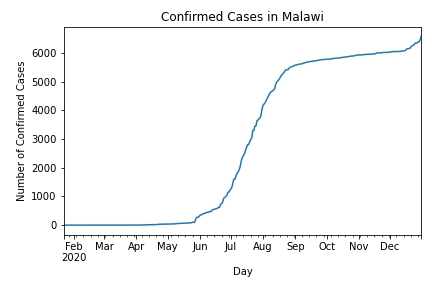 Confirmed Cases in Malawi
Number of Confirmed Cases
6000
5000
4000
3000
2000
1000
0
Feb Mar Apr May Jun Jul Aug Sep Oct Nov Dec
2020
Day